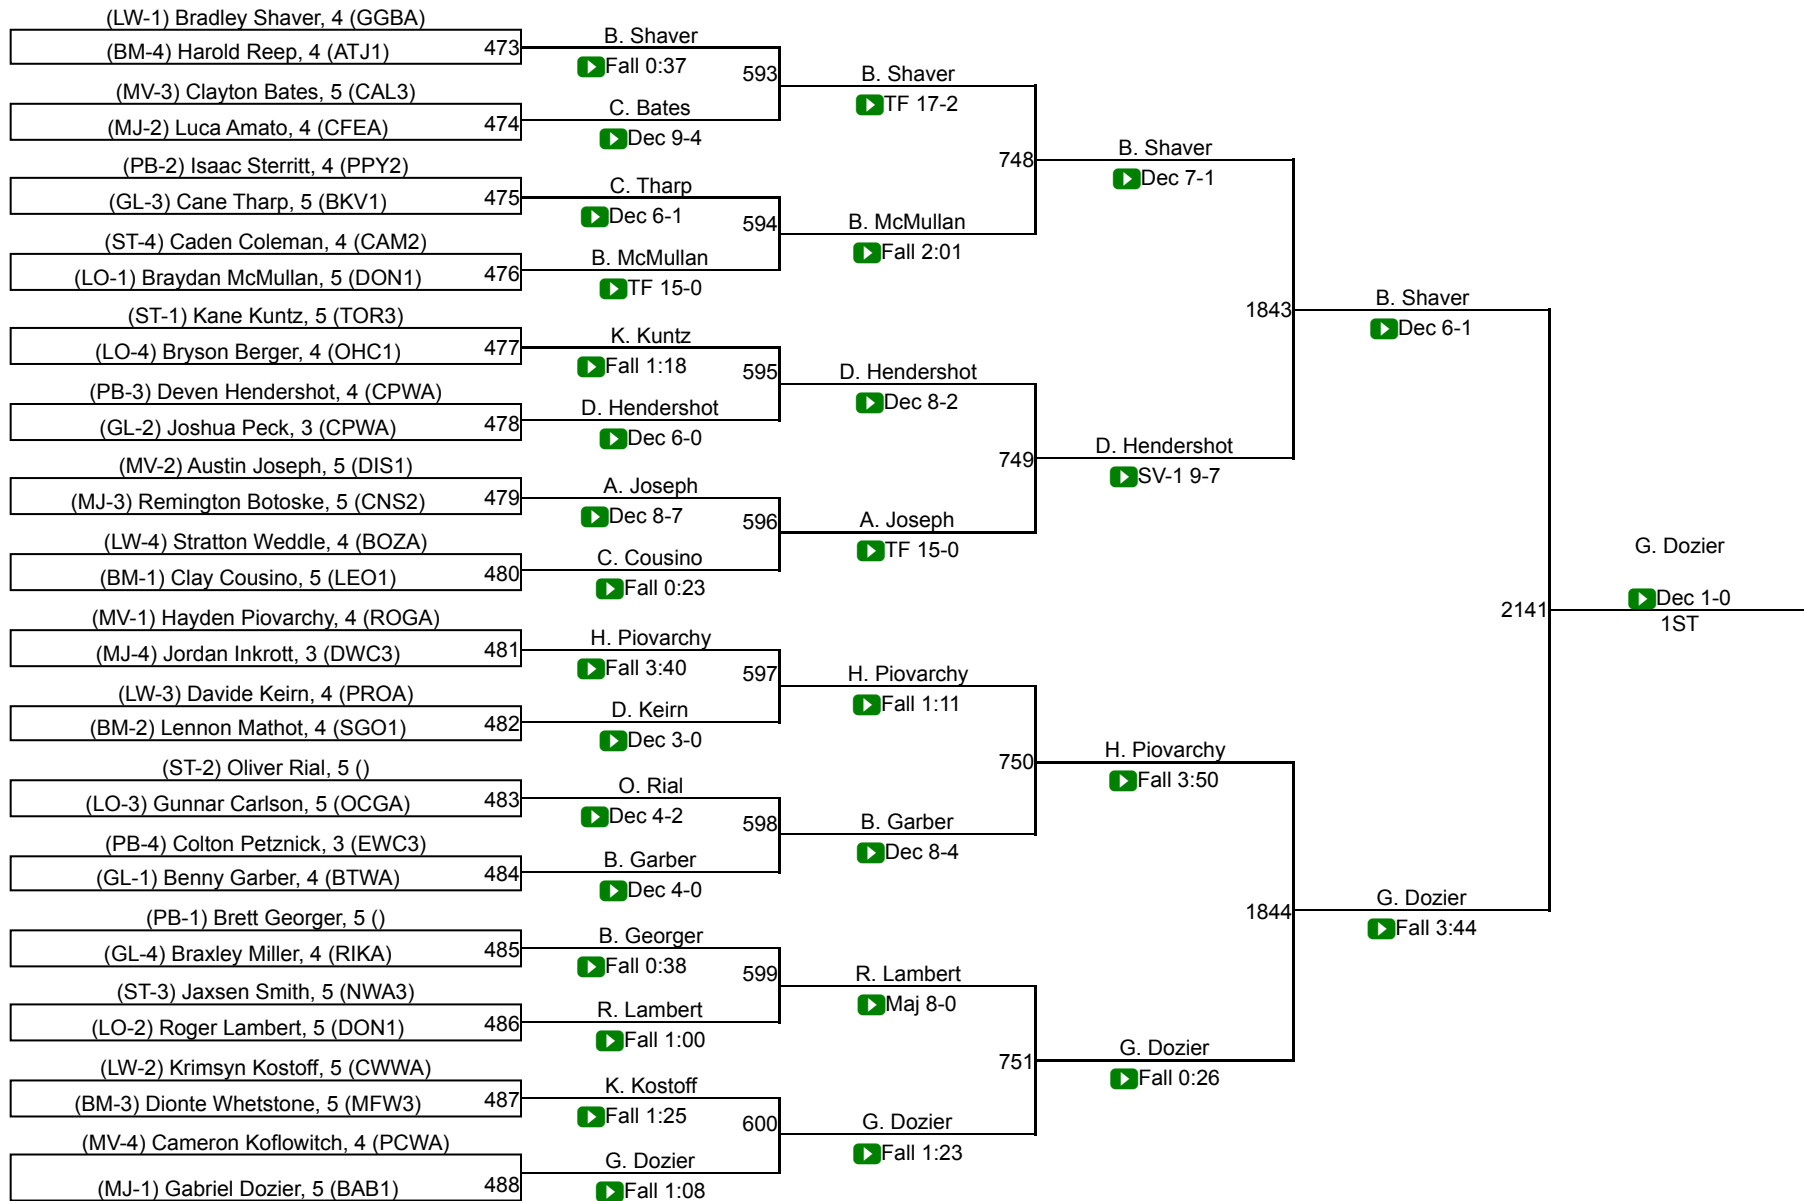 (LW-1) Bradley Shaver, 4 (GGBA)
(BM-4) Harold Reep, 4 (ATJ1)
473
(MV-3) Clayton Bates, 5 (CAL3)
(MJ-2) Luca Amato, 4 (CFEA)
474
(PB-2) Isaac Sterritt, 4 (PPY2)
(GL-3) Cane Tharp, 5 (BKV1)
475
(ST-4) Caden Coleman, 4 (CAM2)
(LO-1) Braydan McMullan, 5 (DON1)
476
(ST-1) Kane Kuntz, 5 (TOR3)
(LO-4) Bryson Berger, 4 (OHC1)
477
(PB-3) Deven Hendershot, 4 (CPWA)
(GL-2) Joshua Peck, 3 (CPWA)
478
(MV-2) Austin Joseph, 5 (DIS1)
(MJ-3) Remington Botoske, 5 (CNS2)
479
(LW-4) Stratton Weddle, 4 (BOZA)
(BM-1) Clay Cousino, 5 (LEO1)
480
(MV-1) Hayden Piovarchy, 4 (ROGA)
(MJ-4) Jordan Inkrott, 3 (DWC3)
481
(LW-3) Davide Keirn, 4 (PROA)
(BM-2) Lennon Mathot, 4 (SGO1)
482
(ST-2) Oliver Rial, 5 ()
(LO-3) Gunnar Carlson, 5 (OCGA)
483
(PB-4) Colton Petznick, 3 (EWC3)
(GL-1) Benny Garber, 4 (BTWA)
484
(PB-1) Brett Georger, 5 ()
(GL-4) Braxley Miller, 4 (RIKA)
485
(ST-3) Jaxsen Smith, 5 (NWA3)
(LO-2) Roger Lambert, 5 (DON1)
486
(LW-2) Krimsyn Kostoff, 5 (CWWA)
(BM-3) Dionte Whetstone, 5 (MFW3)
487
(MV-4) Cameron Koflowitch, 4 (PCWA)
(MJ-1) Gabriel Dozier, 5 (BAB1)
488
B. Shaver
Fall 0:37
593
C. Bates
Dec 9-4
C. Tharp
Dec 6-1
594
B. McMullan
TF 15-0
K. Kuntz
Fall 1:18
595
D. Hendershot
Dec 6-0
A. Joseph
Dec 8-7
596
C. Cousino
Fall 0:23
H. Piovarchy
Fall 3:40
597
D. Keirn
Dec 3-0
O. Rial
Dec 4-2
598
B. Garber
Dec 4-0
B. Georger
Fall 0:38
599
R. Lambert
Fall 1:00
K. Kostoff
Fall 1:25
600
G. Dozier
Fall 1:08
B. Shaver
TF 17-2
748
B. McMullan
Fall 2:01
D. Hendershot
Dec 8-2
749
A. Joseph
TF 15-0
H. Piovarchy
Fall 1:11
750
B. Garber
Dec 8-4
R. Lambert
Maj 8-0
751
G. Dozier
Fall 1:23
B. Shaver
Dec 7-1
1843
D. Hendershot
SV-1 9-7
H. Piovarchy
Fall 3:50
1844
G. Dozier
Fall 0:26
B. Shaver
Dec 6-1
2141
G. Dozier
Fall 3:44
G. Dozier
Dec 1-0
1ST